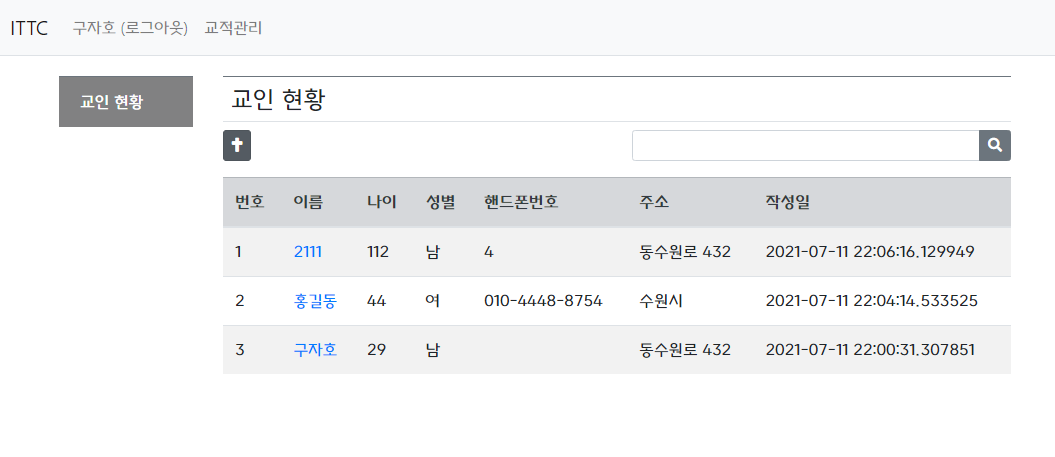 ITTC 구자호 (로그아웃) 교적관리
교인 현황
교인 현황
번호 이름 나이 성별 핸드폰번호 주소 작성일
1 2111 112 남 4 동수원로 432 2021-07-11 22:06:16.129949
2 홍길동 44 여 010-4448-8754 수원시 2021-07-11 22:04:14.533525
3 구자호 29 남 동수원로 432 2021-07-11 22:00:31.307851